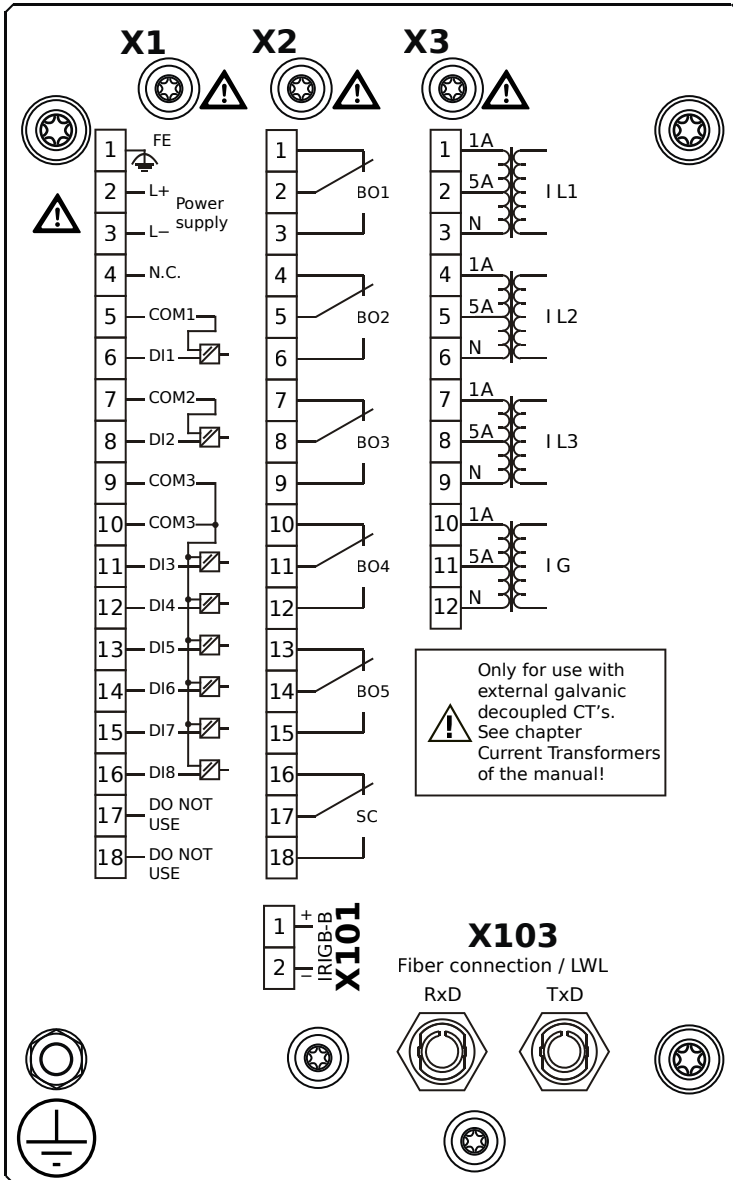 X1
X2
X3
1 FE
2 L+
Power
supply
3 L−
4 N.C.
5 COM1
6 DI1
7 COM2
8 DI2
9 COM3
10 COM3
11 DI3
12 DI4
13 DI5
14 DI6
15 DI7
16 DI8
17 DO NOT
USE
18 DO NOT
USE
1
2 BO1
3
4
5 BO2
6
7
8 BO3
9
10
11 BO4
12
13
14 BO5
15
16
17 SC
18
1 1A
2 5A I L1
3 N
4 1A
5 5A I L2
6 N
7 1A
8 5A I L3
9 N
10 1A
11 5A I G
12 N
Only for use with
external galvanic
decoupled CT's.
See chapter
Current Transformers
of the manual!
1 +
2 −
IRIGB-B
X101
X103
Fiber connection / LWL
RxD TxD